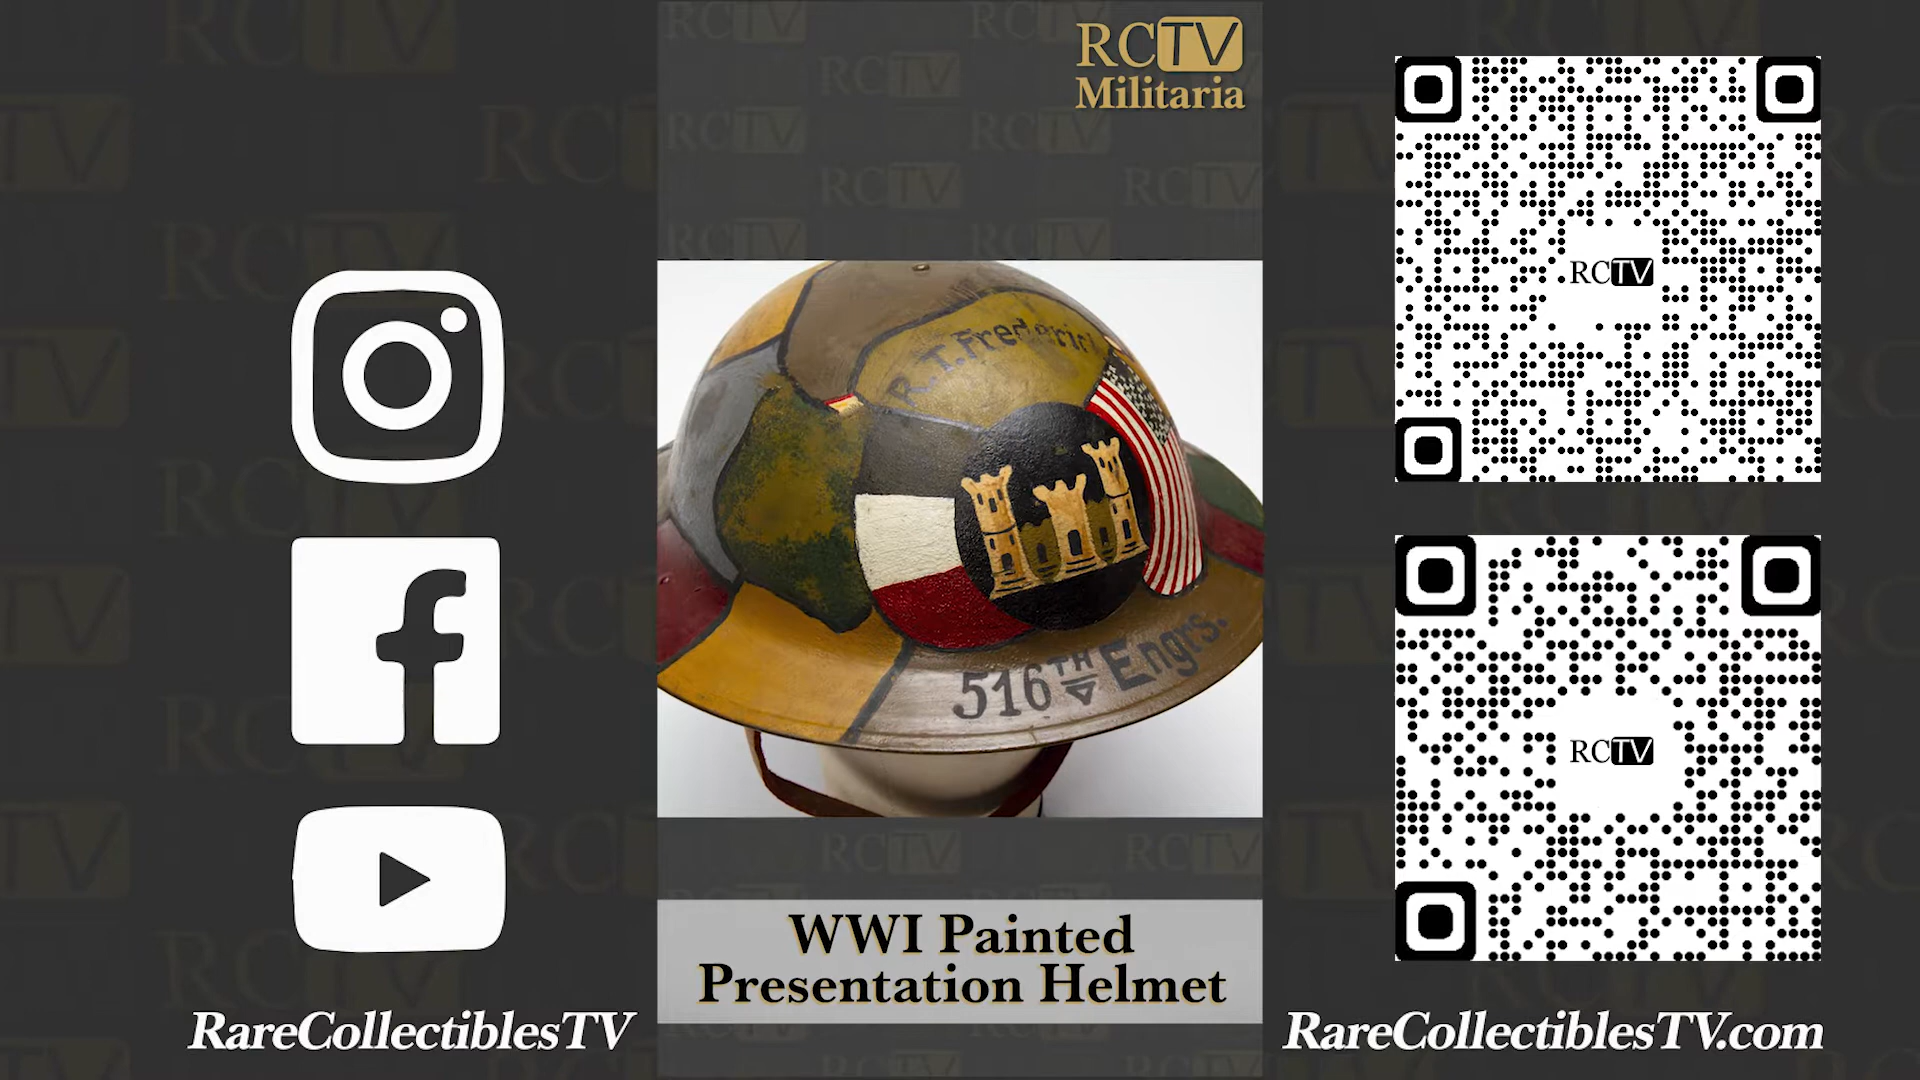 RCTV
Militaria
R.T. Frederick
516TH Engrs.
WWI Painted
Presentation Helmet
RareCollectiblesTV
RCTV
RCTV
RareCollectiblesTV.com